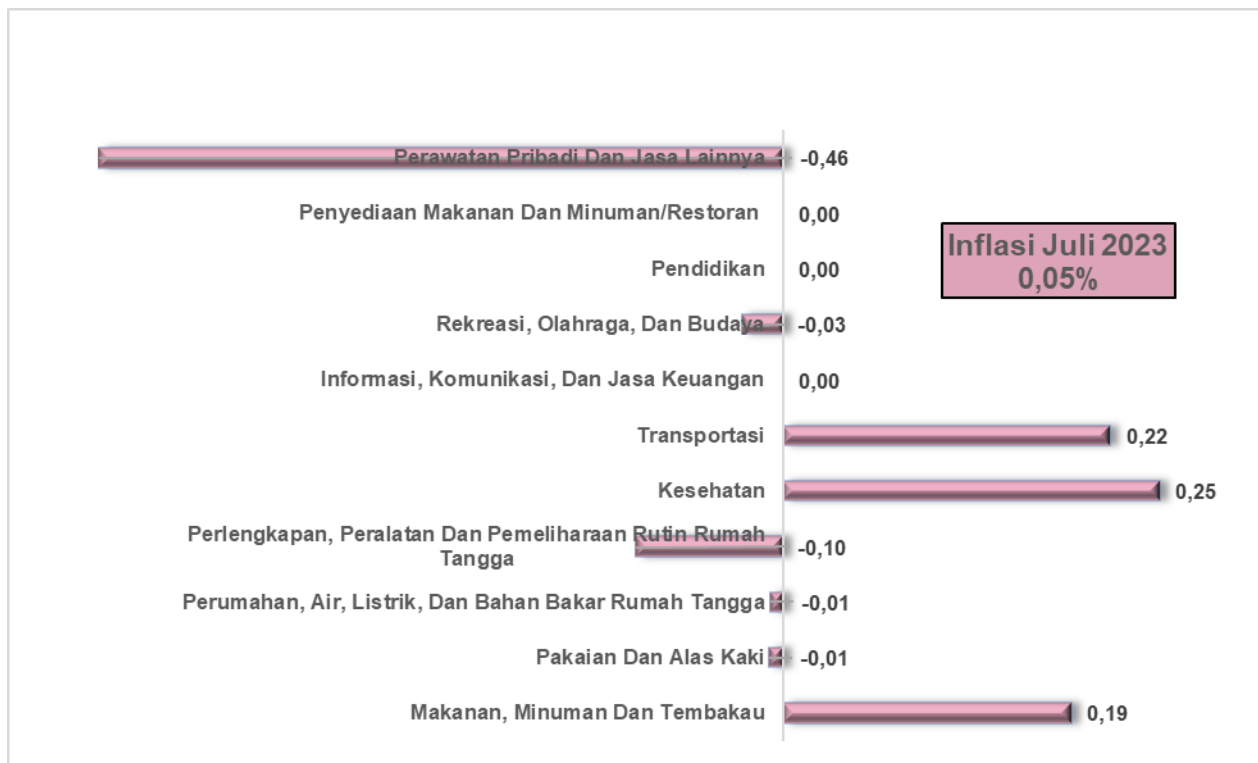 Perawatan Pribadi Dan Jasa Lainnya -0,46
Penyediaan Makanan Dan Minuman/Restoran 0,00
Inflasi Juli 2023
0,05%
Pendidikan 0,00
Rekreasi, Olahraga, Dan Budaya -0,03
Informasi, Komunikasi, Dan Jasa Keuangan 0,00
Transportasi 0,22
Kesehatan 0,25
Perlengkapan, Peralatan Dan Pemeliharaan Rutin Rumah
Tangga -0,10
Perumahan, Air, Listrik, Dan Bahan Bakar Rumah Tangga -0,01
Pakaian Dan Alas Kaki -0,01
Makanan, Minuman Dan Tembakau 0,19